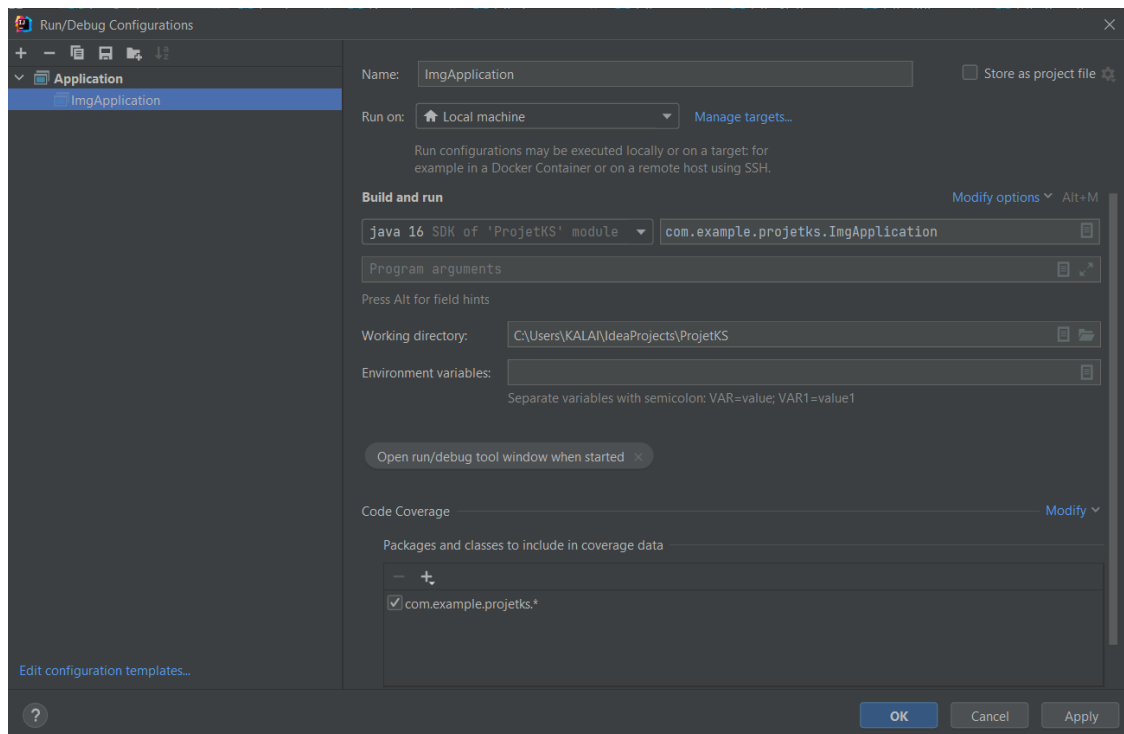 Run/Debug Configurations
Application
ImgApplication
Name: ImgApplication
Store as project file
Run on: Local machine
Manage targets...
Run configurations may be executed locally or on a target: for
example in a Docker Container or on a remote host using SSH.
Build and run
Modify options Alt+M
java 16 SDK of 'ProjetKS' module
com.example.projetks.ImgApplication
Program arguments
Press Alt for field hints
Working directory: C:\Users\KALAI\IdeaProjects\ProjetKS
Environment variables:
Separate variables with semicolon: VAR=value; VAR1=value1
Open run/debug tool window when started ×
Code Coverage
Modify
Packages and classes to include in coverage data
com.example.projetks.*
Edit configuration templates...
?
OK
Cancel
Apply